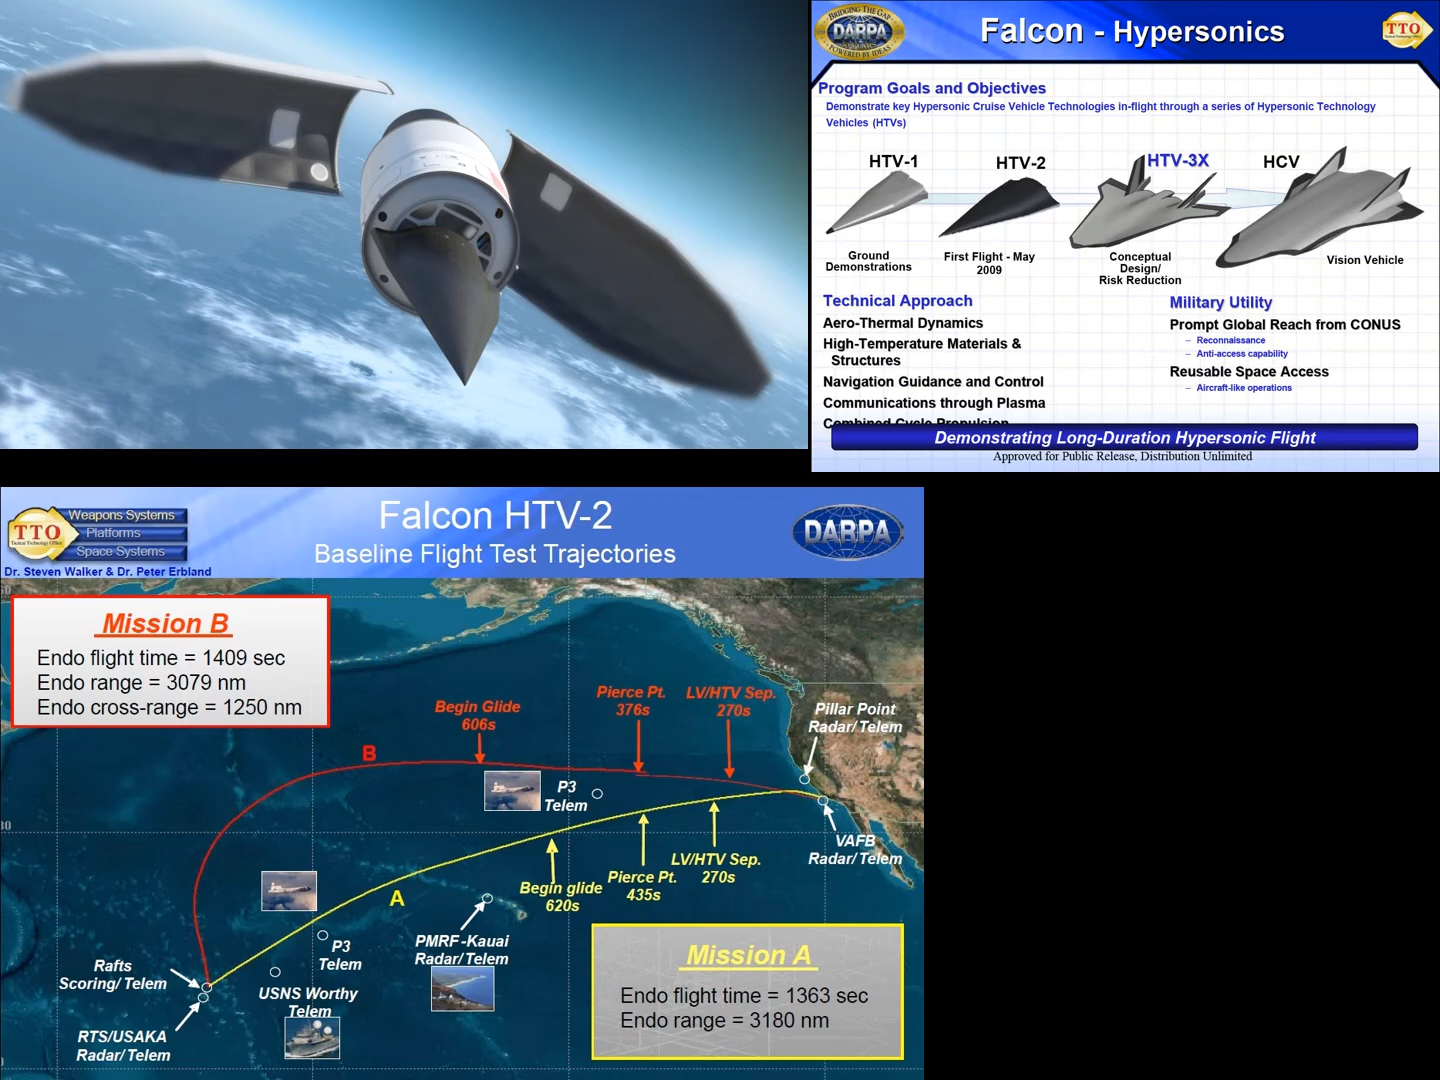 BRIDGING THE GAP
DARPA
POWERED BY IDEAS
Falcon - Hypersonics
TTO
Program Goals and Objectives
Demonstrate key Hypersonic Cruise Vehicle Technologies in-flight through a series of Hypersonic Technology
Vehicles (HTVs)
HTV-1
HTV-2
HTV-3X
HCV
Ground
Demonstrations
First Flight - May
2009
Conceptual
Design/
Risk Reduction
Vision Vehicle
Technical Approach
Aero-Thermal Dynamics
High-Temperature Materials &
Structures
Navigation Guidance and Control
Communications through Plasma
Combined Cycle Propulsion
Military Utility
Prompt Global Reach from CONUS
– Reconnaissance
– Anti-access capability
Reusable Space Access
– Aircraft-like operations
Demonstrating Long-Duration Hypersonic Flight
Approved for Public Release, Distribution Unlimited
TTO
Tactical Technology Office
Weapons Systems
Platforms
Space Systems
Dr. Steven Walker & Dr. Peter Erbland
Falcon HTV-2
Baseline Flight Test Trajectories
DARPA
Mission B
Endo flight time = 1409 sec
Endo range = 3079 nm
Endo cross-range = 1250 nm
Begin Glide
606s
Pierce Pt.
376s
LV/HTV Sep.
270s
Pillar Point
Radar/Telem
B
P3
Telem
VAFB
Radar/Telem
LV/HTV Sep.
270s
Pierce Pt.
435s
Begin glide
620s
A
PMRF-Kauai
Radar/Telem
P3
Telem
Rafts
Scoring/Telem
USNS Worthy
Telem
RTS/USAKA
Radar/Telem
Mission A
Endo flight time = 1363 sec
Endo range = 3180 nm